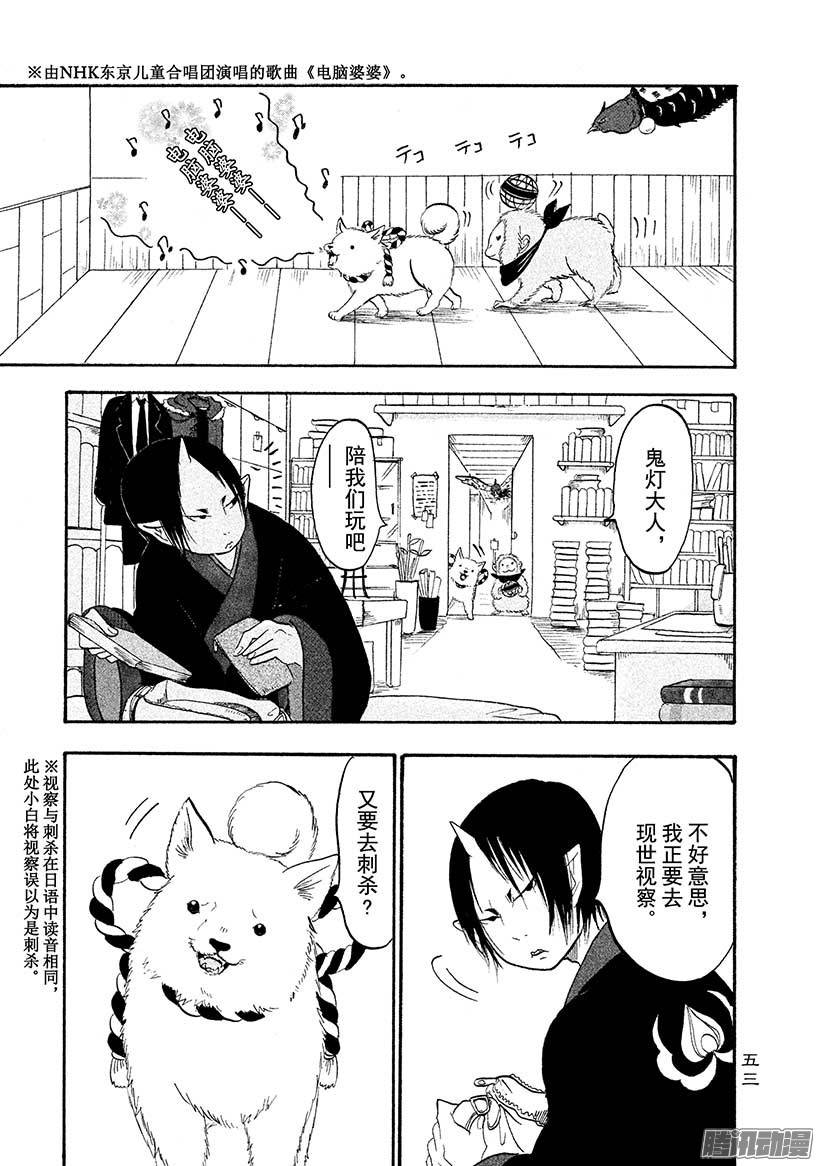 ※由NHK东京儿童合唱团演唱的歌曲《电脑婆婆》。
テコ
テコ
テコ
电脑婆婆——
电脑婆婆——
鬼灯大人，
陪我们玩吧
——
不好意思，
我正要去
现世视察。
又要去刺杀？
※视察与刺杀在日语中读音相同，
此处小白将视察误以为是刺杀。
五三
腾讯动漫